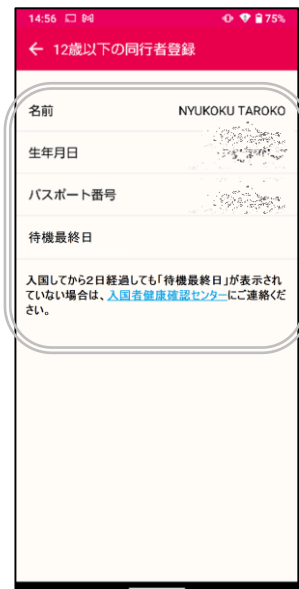 14:56 75%
← 12歳以下の同行者登録
名前 NYUKOKU TAROKO
生年月日
パスポート番号
待機最終日
入国してから2日経過しても「待機最終日」が表示され
ていない場合は、入国者健康確認センターにご連絡くだ
さい。